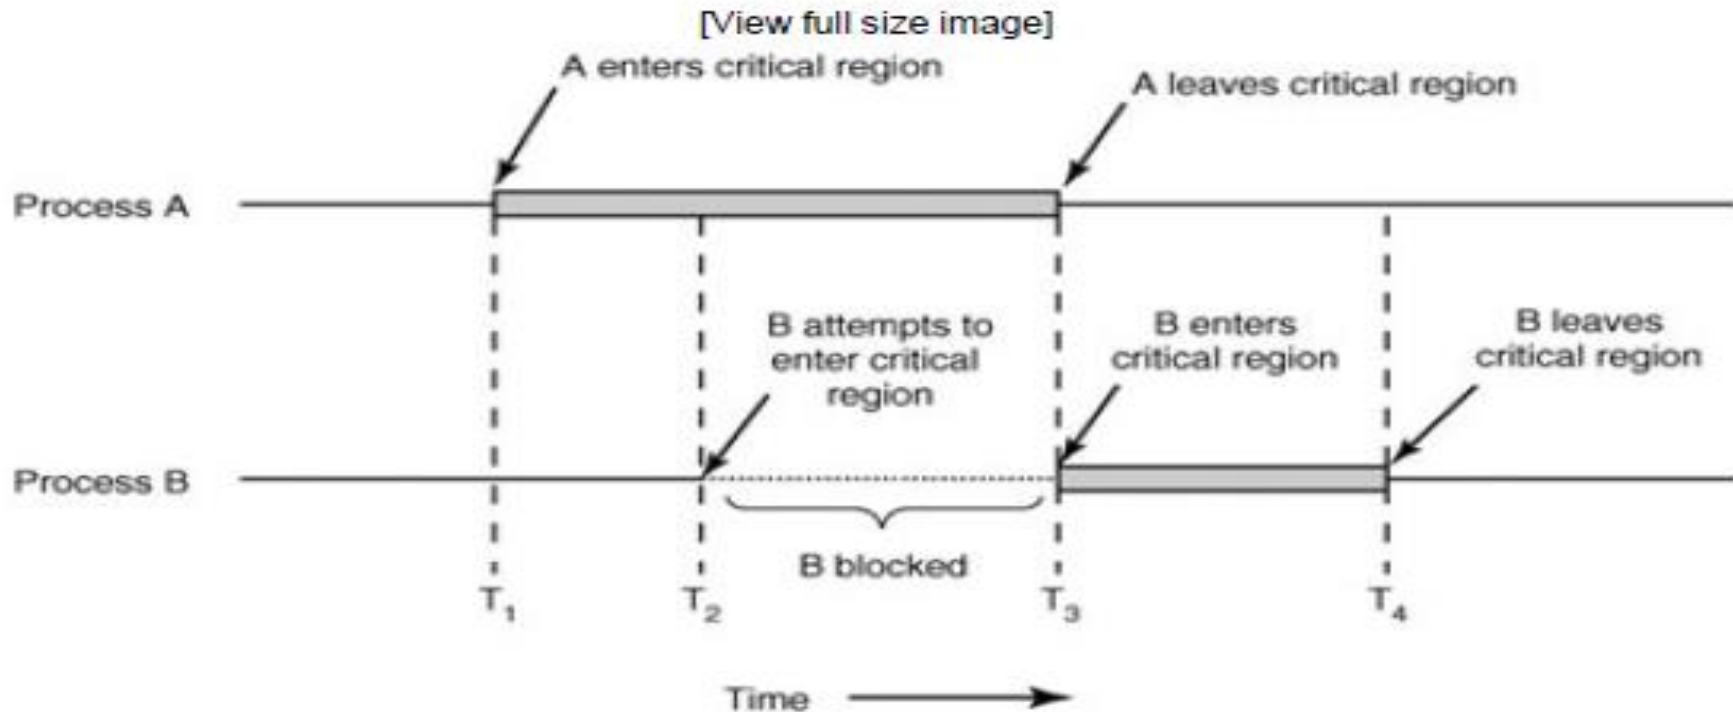 [View full size image]
A enters critical region
A leaves critical region
Process A
B attempts to
enter critical
region
B enters
critical region
B leaves
critical region
Process B
B blocked
T1
T2
T3
T4
Time